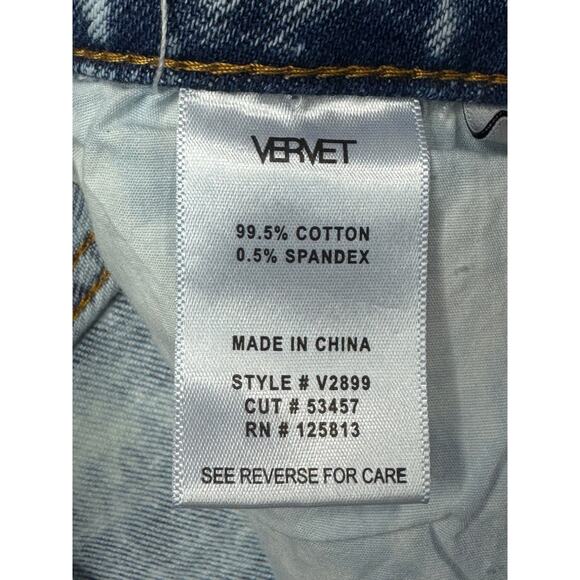 VERVET
99.5% COTTON
0.5% SPANDEX
MADE IN CHINA
STYLE # V2899
CUT # 53457
RN # 125813
SEE REVERSE FOR CARE